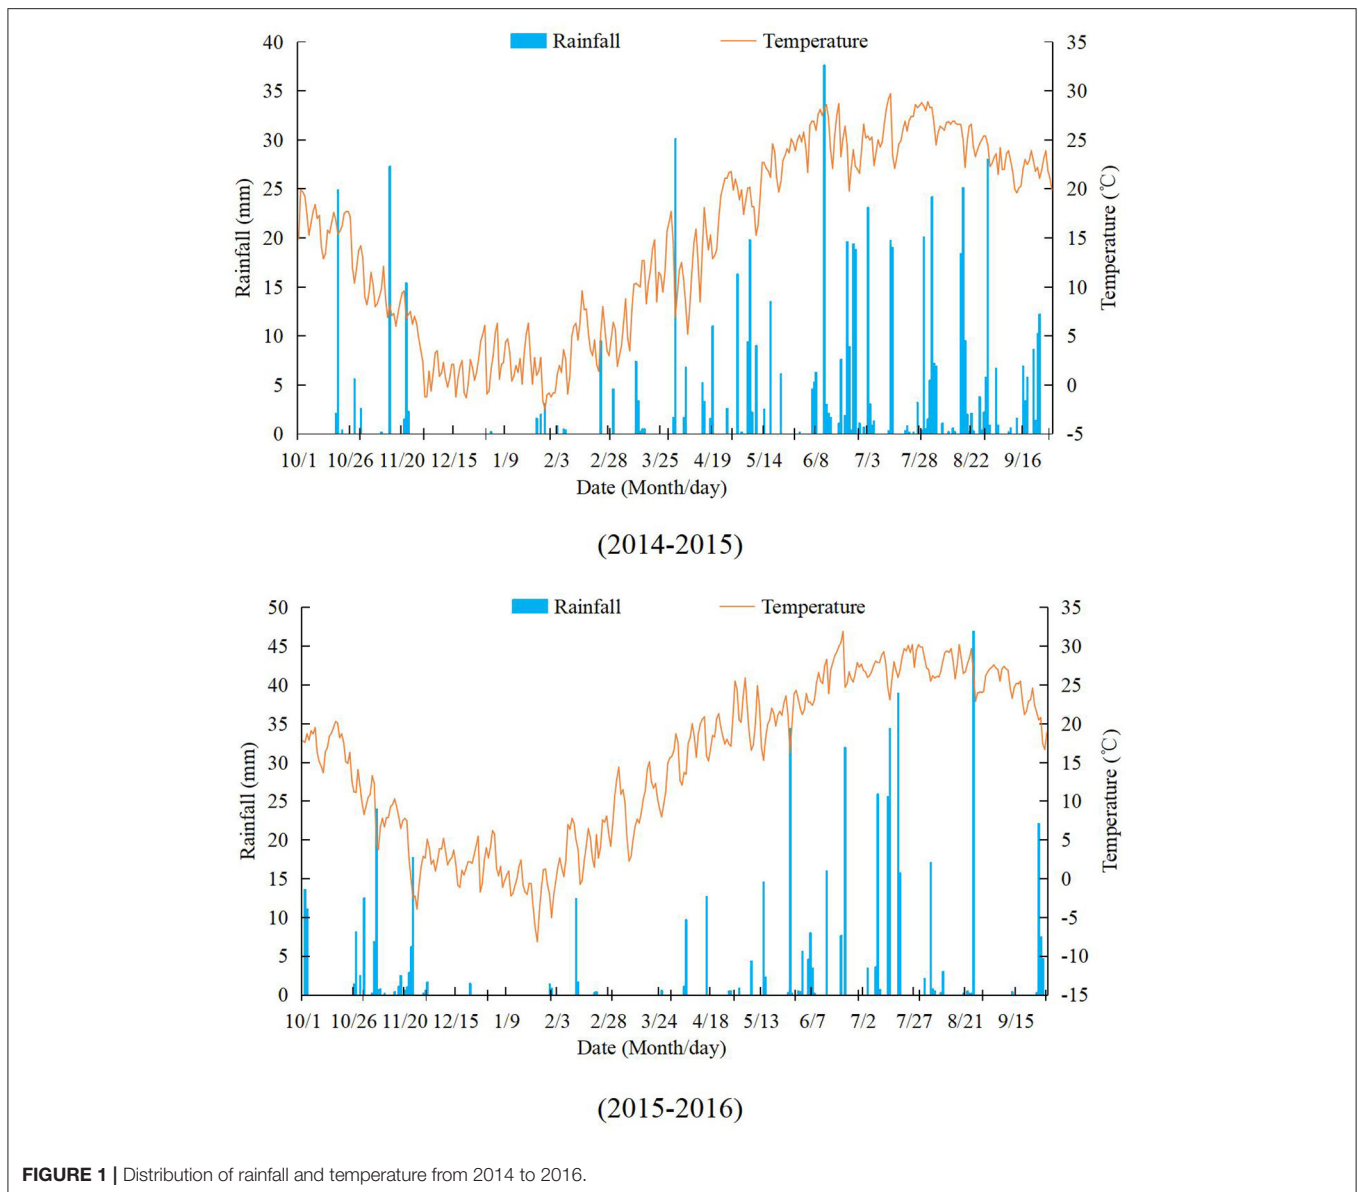 Rainfall Temperature
40 35
35 30
30 25
25 20
20 15
15 10
10 5
5 0
0 -5
Rainfall (mm)
Temperature (℃)
10/1 10/26 11/20 12/15 1/9 2/3 2/28 3/25 4/19 5/14 6/8 7/3 7/28 8/22 9/16
Date (Month/day)
(2014-2015)
Rainfall Temperature
50 35
45 30
40 25
35 20
30 15
25 10
20 5
15 0
10 -5
5 -10
0 -15
Rainfall (mm)
Temperature (℃)
10/1 10/26 11/20 12/15 1/9 2/3 2/28 3/24 4/18 5/13 6/7 7/2 7/27 8/21 9/15
Date (Month/day)
(2015-2016)
FIGURE 1 | Distribution of rainfall and temperature from 2014 to 2016.